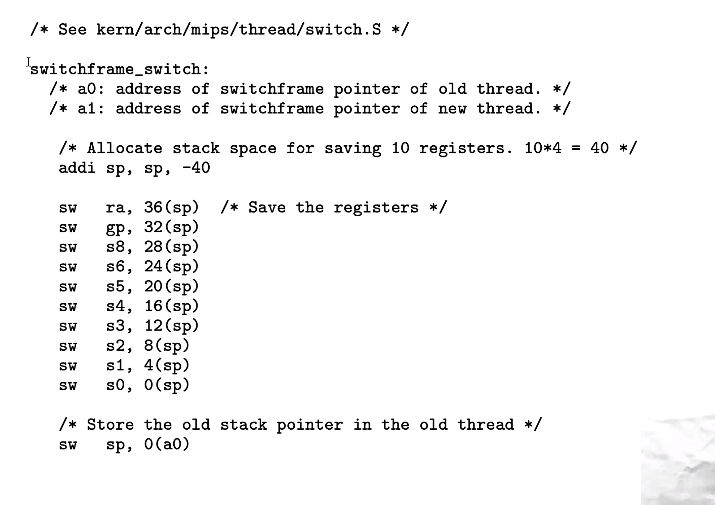 /* See kern/arch/mips/thread/switch.S */
switchframe_switch:
/* a0: address of switchframe pointer of old thread. */
/* a1: address of switchframe pointer of new thread. */
/* Allocate stack space for saving 10 registers. 10*4 = 40 */
addi sp, sp, -40
sw ra, 36(sp) /* Save the registers */
sw gp, 32(sp)
sw s8, 28(sp)
sw s6, 24(sp)
sw s5, 20(sp)
sw s4, 16(sp)
sw s3, 12(sp)
sw s2, 8(sp)
sw s1, 4(sp)
sw s0, 0(sp)
/* Store the old stack pointer in the old thread */
sw sp, 0(a0)